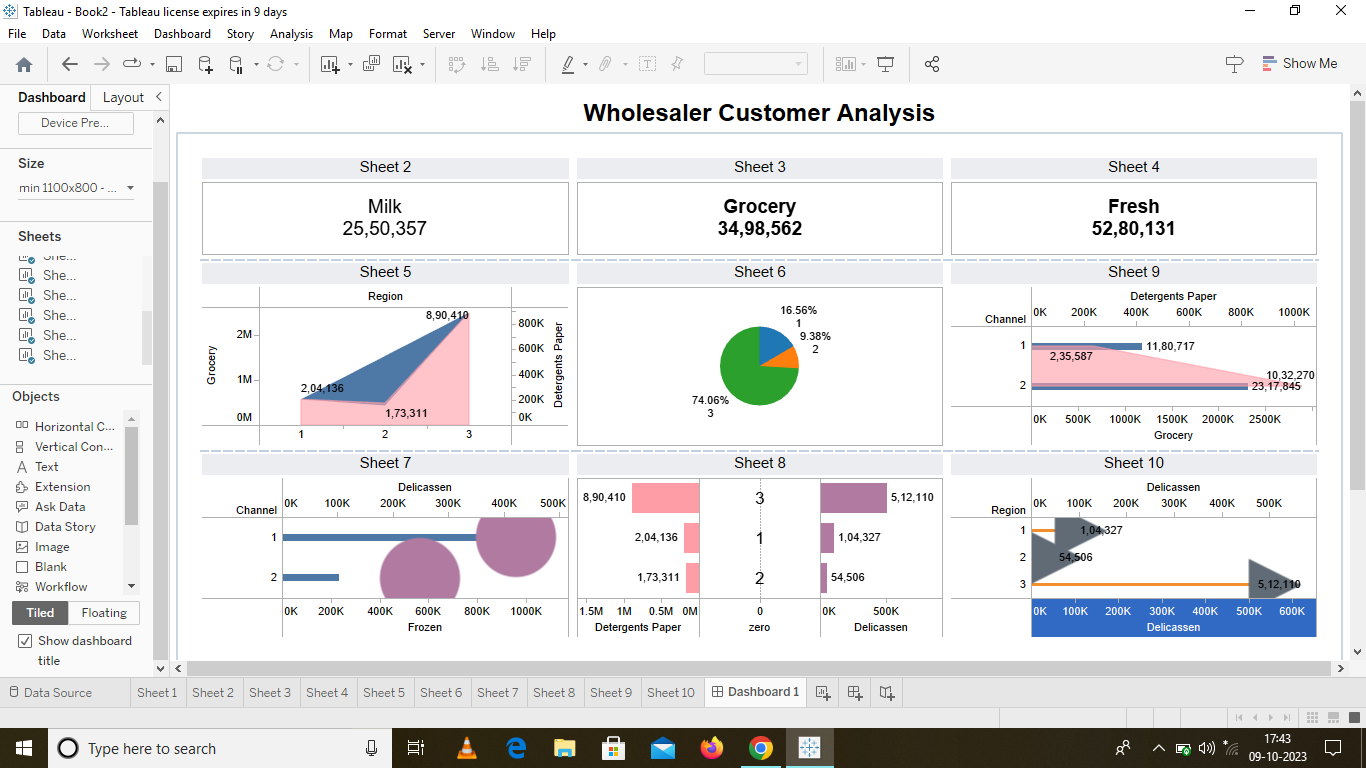 Tableau - Book2 - Tableau license expires in 9 days
File Data Worksheet Dashboard Story Analysis Map Format Server Window Help
Show Me
Dashboard Layout
Device Pre...
Size
min 1100x800 - ...
Sheets
She...
She...
She...
She...
She...
Objects
Horizontal C...
Vertical Con...
Text
Extension
Ask Data
Data Story
Image
Blank
Workflow
Tiled Floating
Show dashboard
title
Wholesaler Customer Analysis
Sheet 2
Milk
25,50,357
Sheet 3
Grocery
34,98,562
Sheet 4
Fresh
52,80,131
Sheet 5
Region
8,90,410
2,04,136
1,73,311
Grocery
2M
1M
0M
800K
600K
400K
200K
0K
Detergents Paper
1 2 3
Sheet 6
16.56%
1
9.38%
2
74.06%
3
Sheet 9
Detergents Paper
Channel 0K 200K 400K 600K 800K 1000K
1 11,80,717
2,35,587
10,32,270
2 23,17,845
0K 500K 1000K 1500K 2000K 2500K
Grocery
Sheet 7
Delicassen
Channel 0K 100K 200K 300K 400K 500K
1
2
0K 200K 400K 600K 800K 1000K
Frozen
Sheet 8
8,90,410 3 5,12,110
2,04,136 1 1,04,327
1,73,311 2 54,506
1.5M 1M 0.5M 0M 0 0K 500K
Detergents Paper zero Delicassen
Sheet 10
Delicassen
Region 0K 100K 200K 300K 400K 500K
1 1,04,327
2 54,506
3 5,12,110
0K 100K 200K 300K 400K 500K 600K
Delicassen
Data Source Sheet 1 Sheet 2 Sheet 3 Sheet 4 Sheet 5 Sheet 6 Sheet 7 Sheet 8 Sheet 9 Sheet 10 Dashboard 1
Type here to search
17:43
09-10-2023